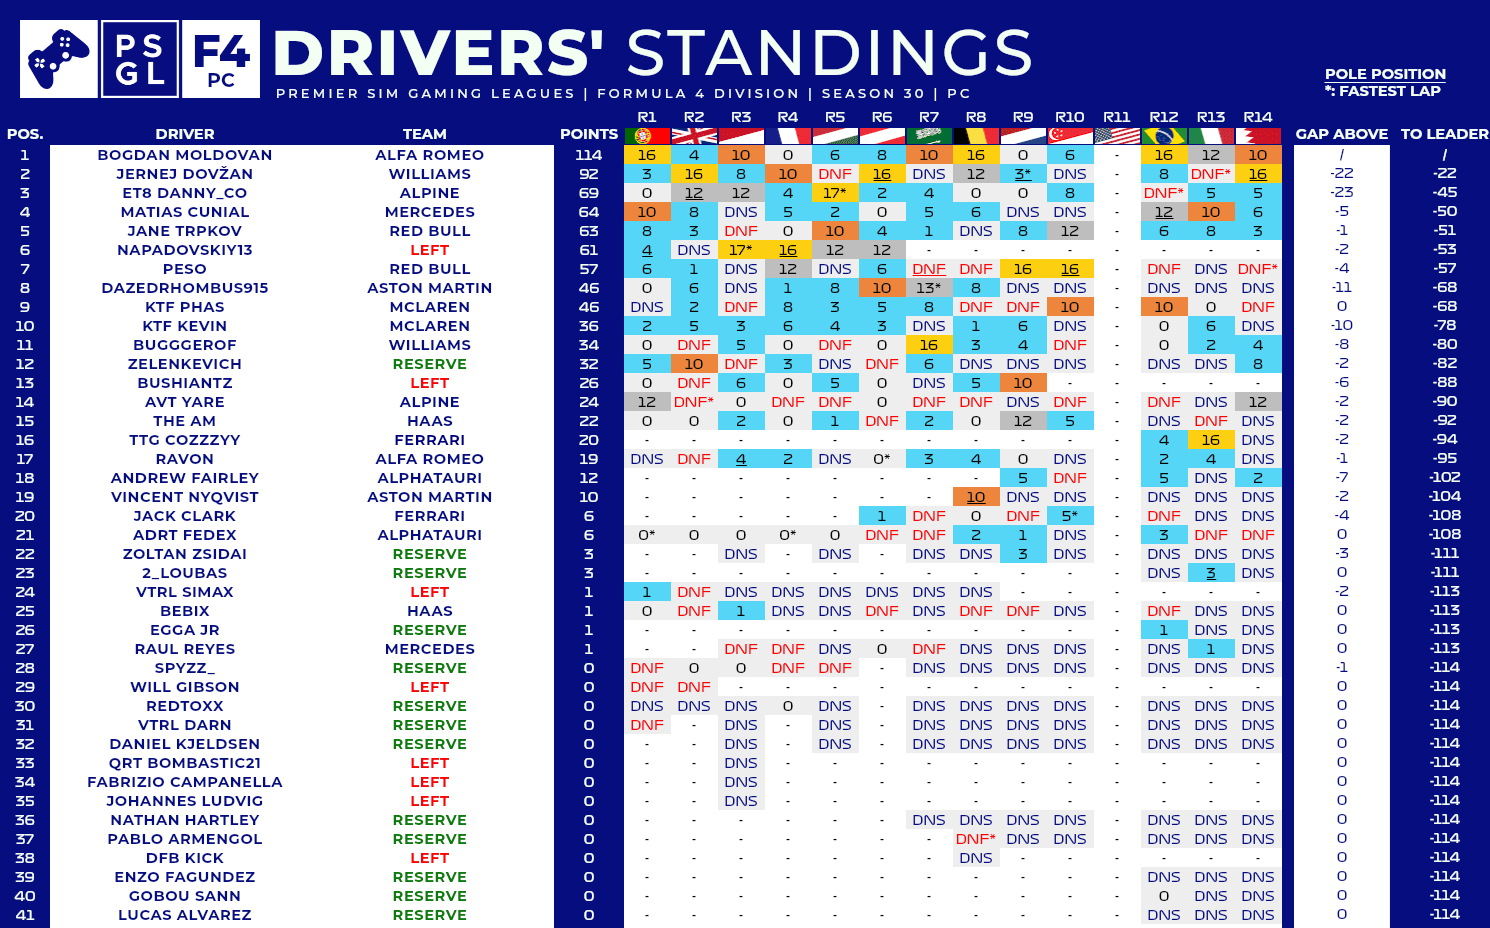 PS GL F4 PC DRIVERS' STANDINGS
PREMIER SIM GAMING LEAGUES | FORMULA 4 DIVISION | SEASON 30 | PC
POLE POSITION
*: FASTEST LAP
R1 R2 R3 R4 R5 R6 R7 R8 R9 R10 R11 R12 R13 R14
POS. DRIVER TEAM POINTS GAP ABOVE TO LEADER
1 BOGDAN MOLDOVAN ALFA ROMEO 114 16 4 10 0 6 8 10 16 0 6 - 16 12 10 / /
2 JERNEJ DOVŽAN WILLIAMS 92 3 16 8 10 DNF 16 DNS 12 3* DNS - 8 DNF* 16 -22 -22
3 ET8 DANNY_CO ALPINE 69 0 12 12 4 17* 2 4 0 0 8 - DNF* 5 5 -23 -45
4 MATIAS CUNIAL MERCEDES 64 10 8 DNS 5 2 0 5 6 DNS DNS - 12 10 6 -5 -50
5 JANE TRPKOV RED BULL 63 8 3 DNF 0 10 4 1 DNS 8 12 - 6 8 3 -1 -51
6 NAPADOVSKIY13 LEFT 61 4 DNS 17* 16 12 12 - - - - - - - - -2 -53
7 PESO RED BULL 57 6 1 DNS 12 DNS 6 DNF DNF 16 16 - DNF DNS DNF* -4 -57
8 DAZEDRHOMBUS915 ASTON MARTIN 46 0 6 DNS 1 8 10 13* 8 DNS DNS - DNS DNS DNS -11 -68
9 KTF PHAS MCLAREN 46 DNS 2 DNF 8 3 5 8 DNF DNF 10 - 10 0 DNF 0 -68
10 KTF KEVIN MCLAREN 36 2 5 3 6 4 3 DNS 1 6 DNS - 0 6 DNS -10 -78
11 BUGGGEROF WILLIAMS 34 0 DNF 5 0 DNF 0 16 3 4 DNF - 0 2 4 -8 -80
12 ZELENKEVICH RESERVE 32 5 10 DNF 3 DNS DNF 6 DNS DNS DNS - DNS DNS 8 -2 -82
13 BUSHIANTZ LEFT 26 0 DNF 6 0 5 0 DNS 5 10 - - - - - -6 -88
14 AVT YARE ALPINE 24 12 DNF* 0 DNF DNF 0 DNF DNF DNS DNF - DNF DNS 12 -2 -90
15 THE AM HAAS 22 0 0 2 0 1 DNF 2 0 12 5 - DNS DNF DNS -2 -92
16 TTG COZZZYY FERRARI 20 - - - - - - - - - - - 4 16 DNS -2 -94
17 RAVON ALFA ROMEO 19 DNS DNF 4 2 DNS 0* 3 4 0 DNS - 2 4 DNS -1 -95
18 ANDREW FAIRLEY ALPHATAURI 12 - - - - - - - - 5 DNF - 5 DNS 2 -7 -102
19 VINCENT NYQVIST ASTON MARTIN 10 - - - - - - - 10 DNS DNS - DNS DNS DNS -2 -104
20 JACK CLARK FERRARI 6 - - - - - 1 DNF 0 DNF 5* - DNF DNS DNS -4 -108
21 ADRT FEDEX ALPHATAURI 6 0* 0 0 0* 0 DNF DNF 2 1 DNS - 3 DNF DNF 0 -108
22 ZOLTAN ZSIDAI RESERVE 3 - - DNS - DNS - DNS DNS 3 DNS - DNS DNS DNS -3 -111
23 2_LOUBAS RESERVE 3 - - - - - - - - - - - DNS 3 DNS 0 -111
24 VTRL SIMAX LEFT 1 1 DNF DNS DNS DNS DNS DNS DNS - - - - - - -2 -113
25 BEBIX HAAS 1 0 DNF 1 DNS DNS DNF DNS DNF DNF DNS - DNF DNS DNS 0 -113
26 EGGA JR RESERVE 1 - - - - - - - - - - - 1 DNS DNS 0 -113
27 RAUL REYES MERCEDES 1 - - DNF DNF DNS 0 DNF DNS DNS DNS - DNS 1 DNS 0 -113
28 SPYZZ_ RESERVE 0 DNF 0 0 DNF DNF - DNS DNS DNS DNS - DNS DNS DNS -1 -114
29 WILL GIBSON LEFT 0 DNF DNF - - - - - - - - - - - - 0 -114
30 REDTOXX RESERVE 0 DNS DNS DNS 0 DNS - DNS DNS DNS DNS - DNS DNS DNS 0 -114
31 VTRL DARN RESERVE 0 DNF - DNS - DNS - DNS DNS DNS DNS - DNS DNS DNS 0 -114
32 DANIEL KJELDSEN RESERVE 0 - - DNS - DNS - DNS DNS DNS DNS - DNS DNS DNS 0 -114
33 QRT BOMBASTIC21 LEFT 0 - - DNS - - - - - - - - - - - 0 -114
34 FABRIZIO CAMPANELLA LEFT 0 - - DNS - - - - - - - - - - - 0 -114
35 JOHANNES LUDVIG LEFT 0 - - DNS - - - - - - - - - - - 0 -114
36 NATHAN HARTLEY RESERVE 0 - - - - - - DNS DNS DNS DNS - DNS DNS DNS 0 -114
37 PABLO ARMENGOL RESERVE 0 - - - - - - - DNF* DNS DNS - DNS DNS DNS 0 -114
38 DFB KICK LEFT 0 - - - - - - - DNS - - - - - - 0 -114
39 ENZO FAGUNDEZ RESERVE 0 - - - - - - - - - - - DNS DNS DNS 0 -114
40 GOBOU SANN RESERVE 0 - - - - - - - - - - - 0 DNS DNS 0 -114
41 LUCAS ALVAREZ RESERVE 0 - - - - - - - - - - - DNS DNS DNS 0 -114